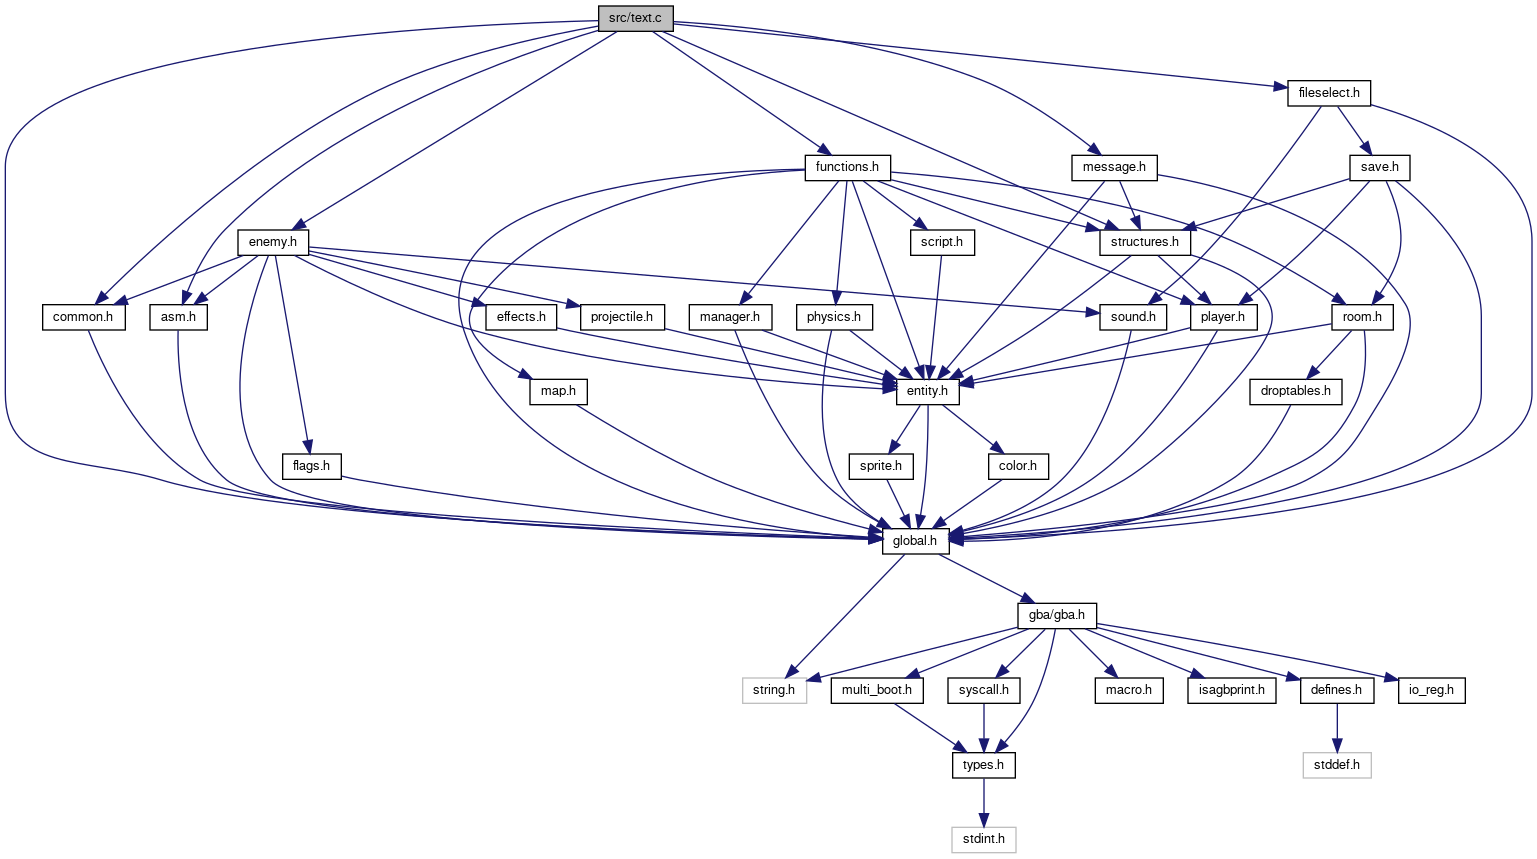 src/text.c
fileselect.h
functions.h
message.h
save.h
enemy.h
script.h
structures.h
common.h
asm.h
effects.h
projectile.h
manager.h
physics.h
sound.h
player.h
room.h
map.h
entity.h
droptables.h
flags.h
sprite.h
color.h
global.h
gba/gba.h
string.h
multi_boot.h
syscall.h
macro.h
isagbprint.h
defines.h
io_reg.h
types.h
stddef.h
stdint.h